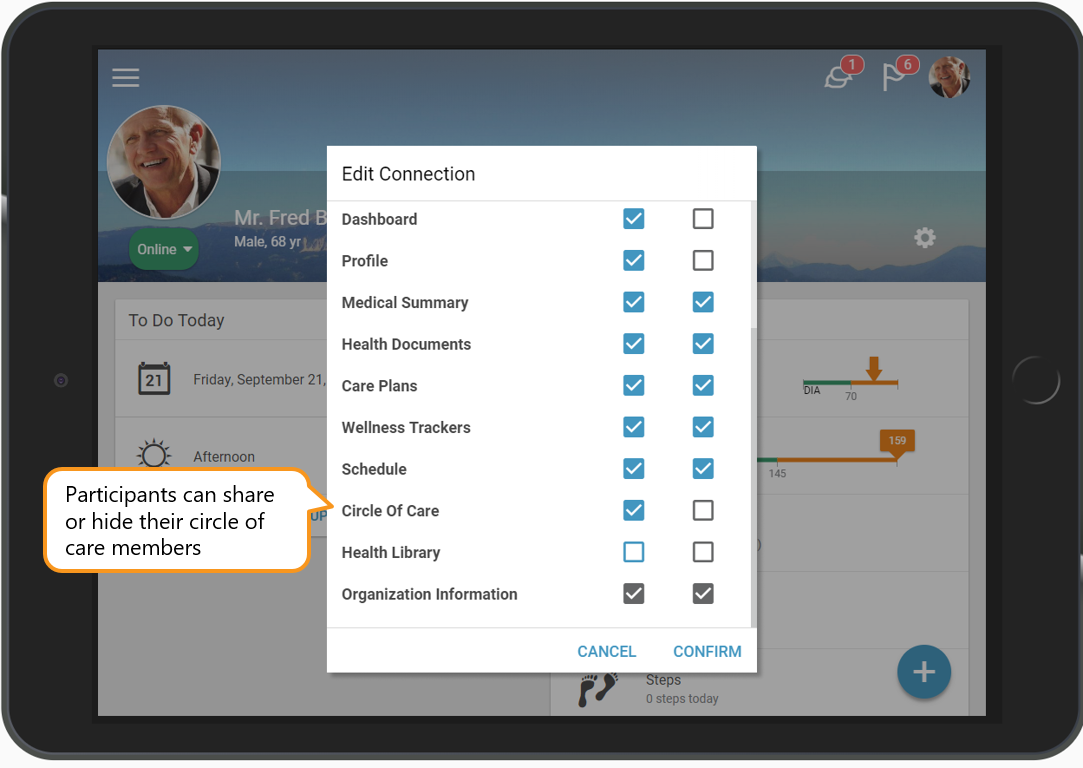 1
6
Mr. Fred B
Male, 68 yr
Online
Edit Connection
Dashboard
Profile
Medical Summary
Health Documents
Care Plans
Wellness Trackers
Schedule
Circle Of Care
Health Library
Organization Information
CANCEL
CONFIRM
To Do Today
21
Friday, September 21,
Afternoon
UP
Participants can share
or hide their circle of
care members
DIA
70
159
145
Steps
0 steps today